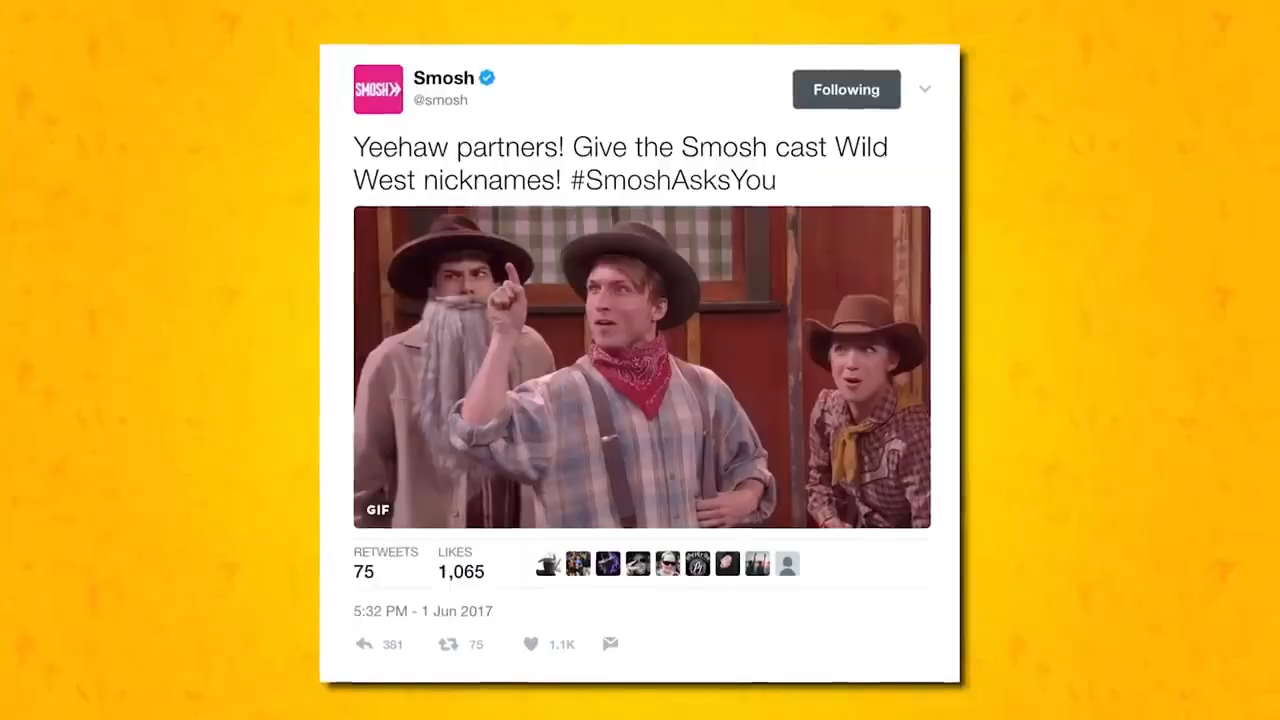 SMOSH
Smosh
@smosh
Following
Yeehaw partners! Give the Smosh cast Wild
West nicknames! #SmoshAsksYou
GIF
RETWEETS LIKES
75 1,065
5:32 PM - 1 Jun 2017
381 75 1.1K